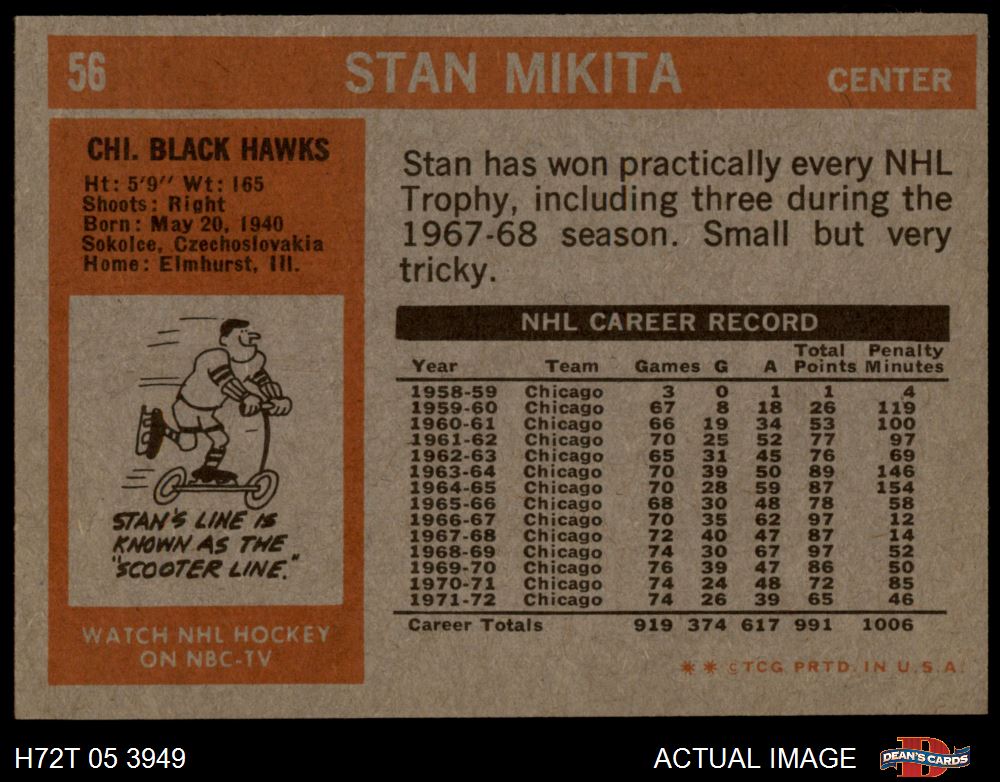 56 STAN MIKITA CENTER
CHI. BLACK HAWKS
Ht: 5'9″ Wt: 165
Shoots: Right
Born: May 20, 1940
Sokolce, Czechoslovakia
Home: Elmhurst, Ill.
STAN'S LINE IS
KNOWN AS THE
"SCOOTER LINE."
WATCH NHL HOCKEY
ON NBC-TV
Stan has won practically every NHL
Trophy, including three during the
1967-68 season. Small but very
tricky.
NHL CAREER RECORD
Total Penalty
Year Team Games G A Points Minutes
1958-59 Chicago 3 0 1 1 4
1959-60 Chicago 67 8 18 26 119
1960-61 Chicago 66 19 34 53 100
1961-62 Chicago 70 25 52 77 97
1962-63 Chicago 65 31 45 76 69
1963-64 Chicago 70 39 50 89 146
1964-65 Chicago 70 28 59 87 154
1965-66 Chicago 68 30 48 78 58
1966-67 Chicago 70 35 62 97 12
1967-68 Chicago 72 40 47 87 14
1968-69 Chicago 74 30 67 97 52
1969-70 Chicago 76 39 47 86 50
1970-71 Chicago 74 24 48 72 85
1971-72 Chicago 74 26 39 65 46
Career Totals 919 374 617 991 1006
* * ©TCG PRTD. IN U.S.A.
H72T 05 3949 ACTUAL IMAGE DEAN'S CARDS